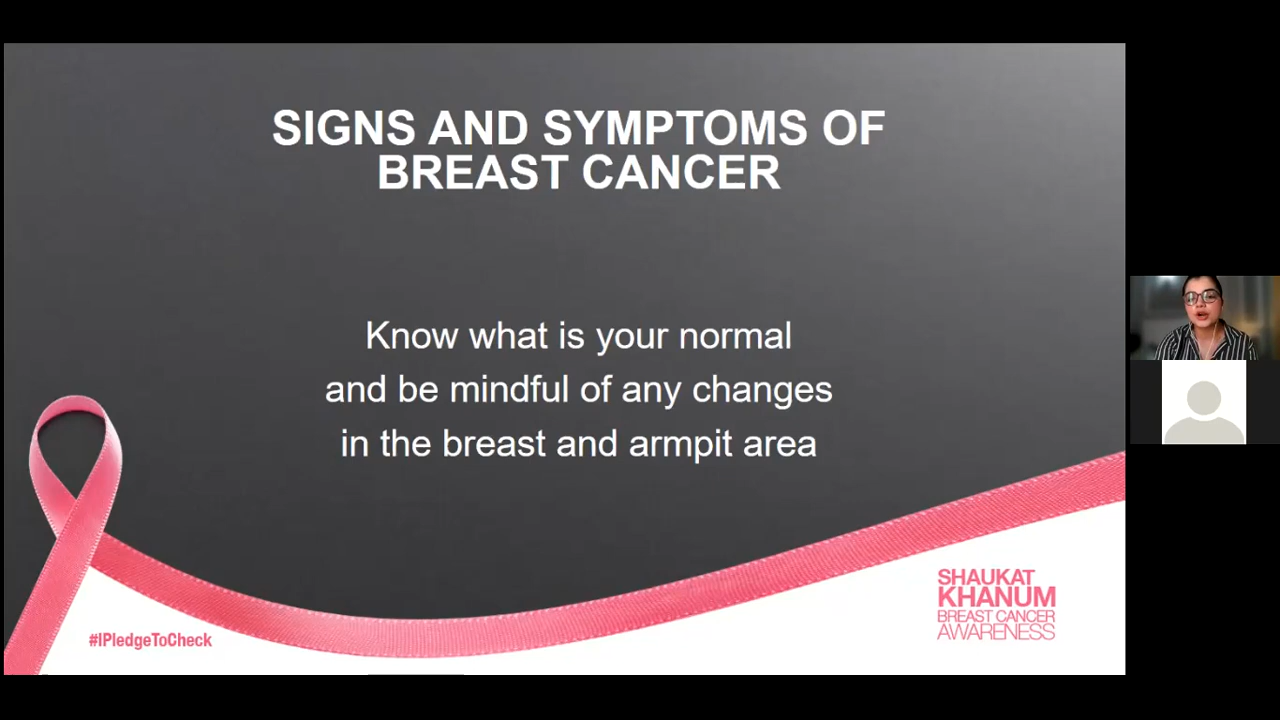 SIGNS AND SYMPTOMS OF
BREAST CANCER
Know what is your normal
and be mindful of any changes
in the breast and armpit area
#IPledgeToCheck
SHAUKAT
KHANUM
BREAST CANCER
AWARENESS